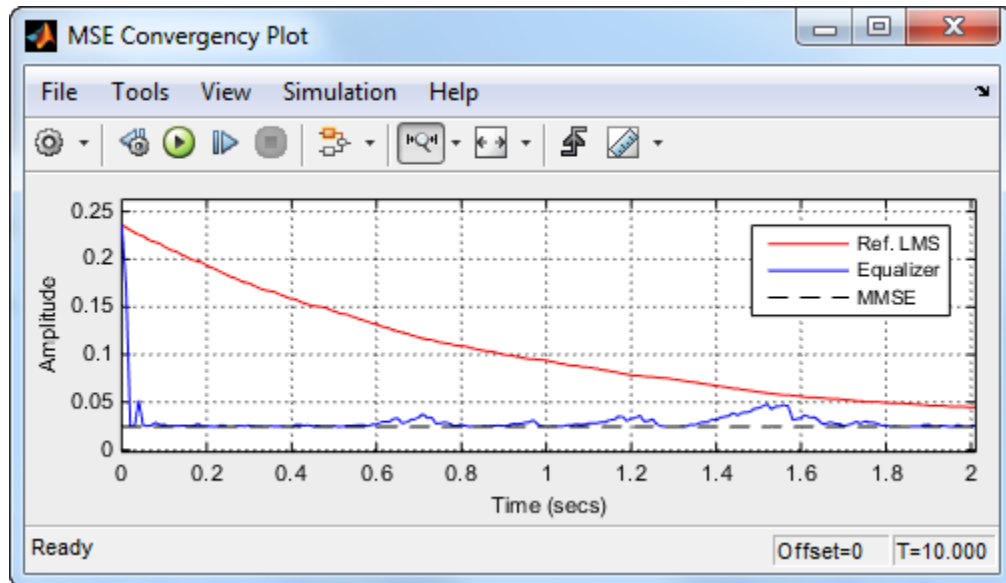 MSE Convergency Plot
File Tools View Simulation Help
0.25
0.2
0.15
0.1
0.05
0
Amplitude
Ref. LMS
Equalizer
MMSE
0 0.2 0.4 0.6 0.8 1 1.2 1.4 1.6 1.8 2
Time (secs)
Ready Offset=0 T=10.000